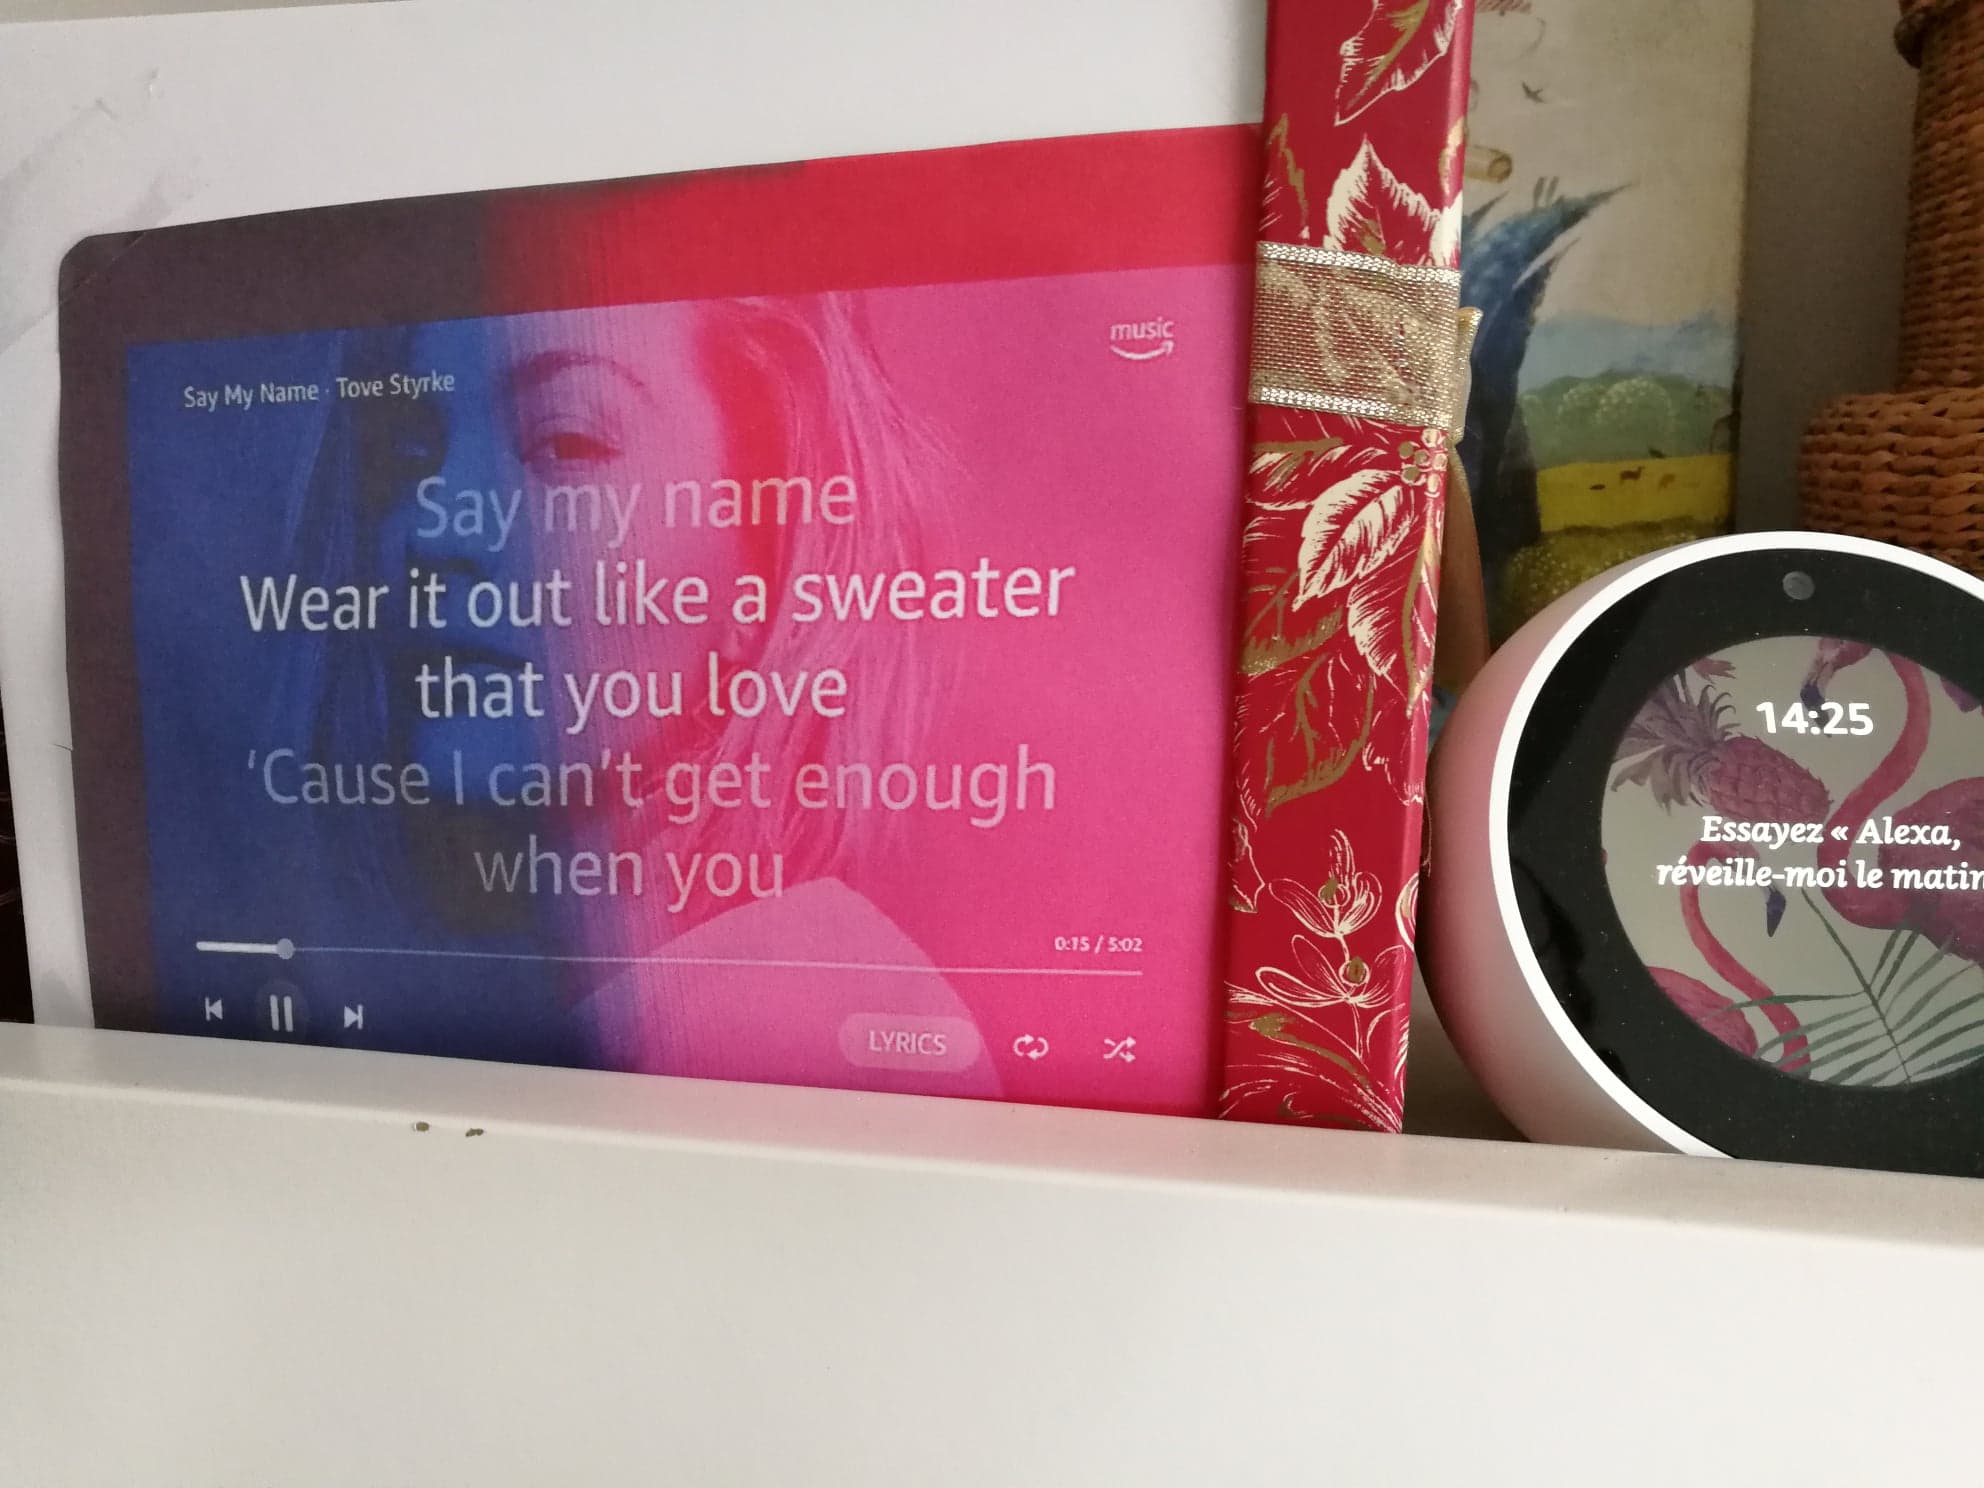 music
Say My Name · Tove Styrke
Say my name
Wear it out like a sweater
that you love
'Cause I can't get enough
when you
0:15 / 5:02
LYRICS
14:25
Essayez « Alexa,
réveille-moi le matin